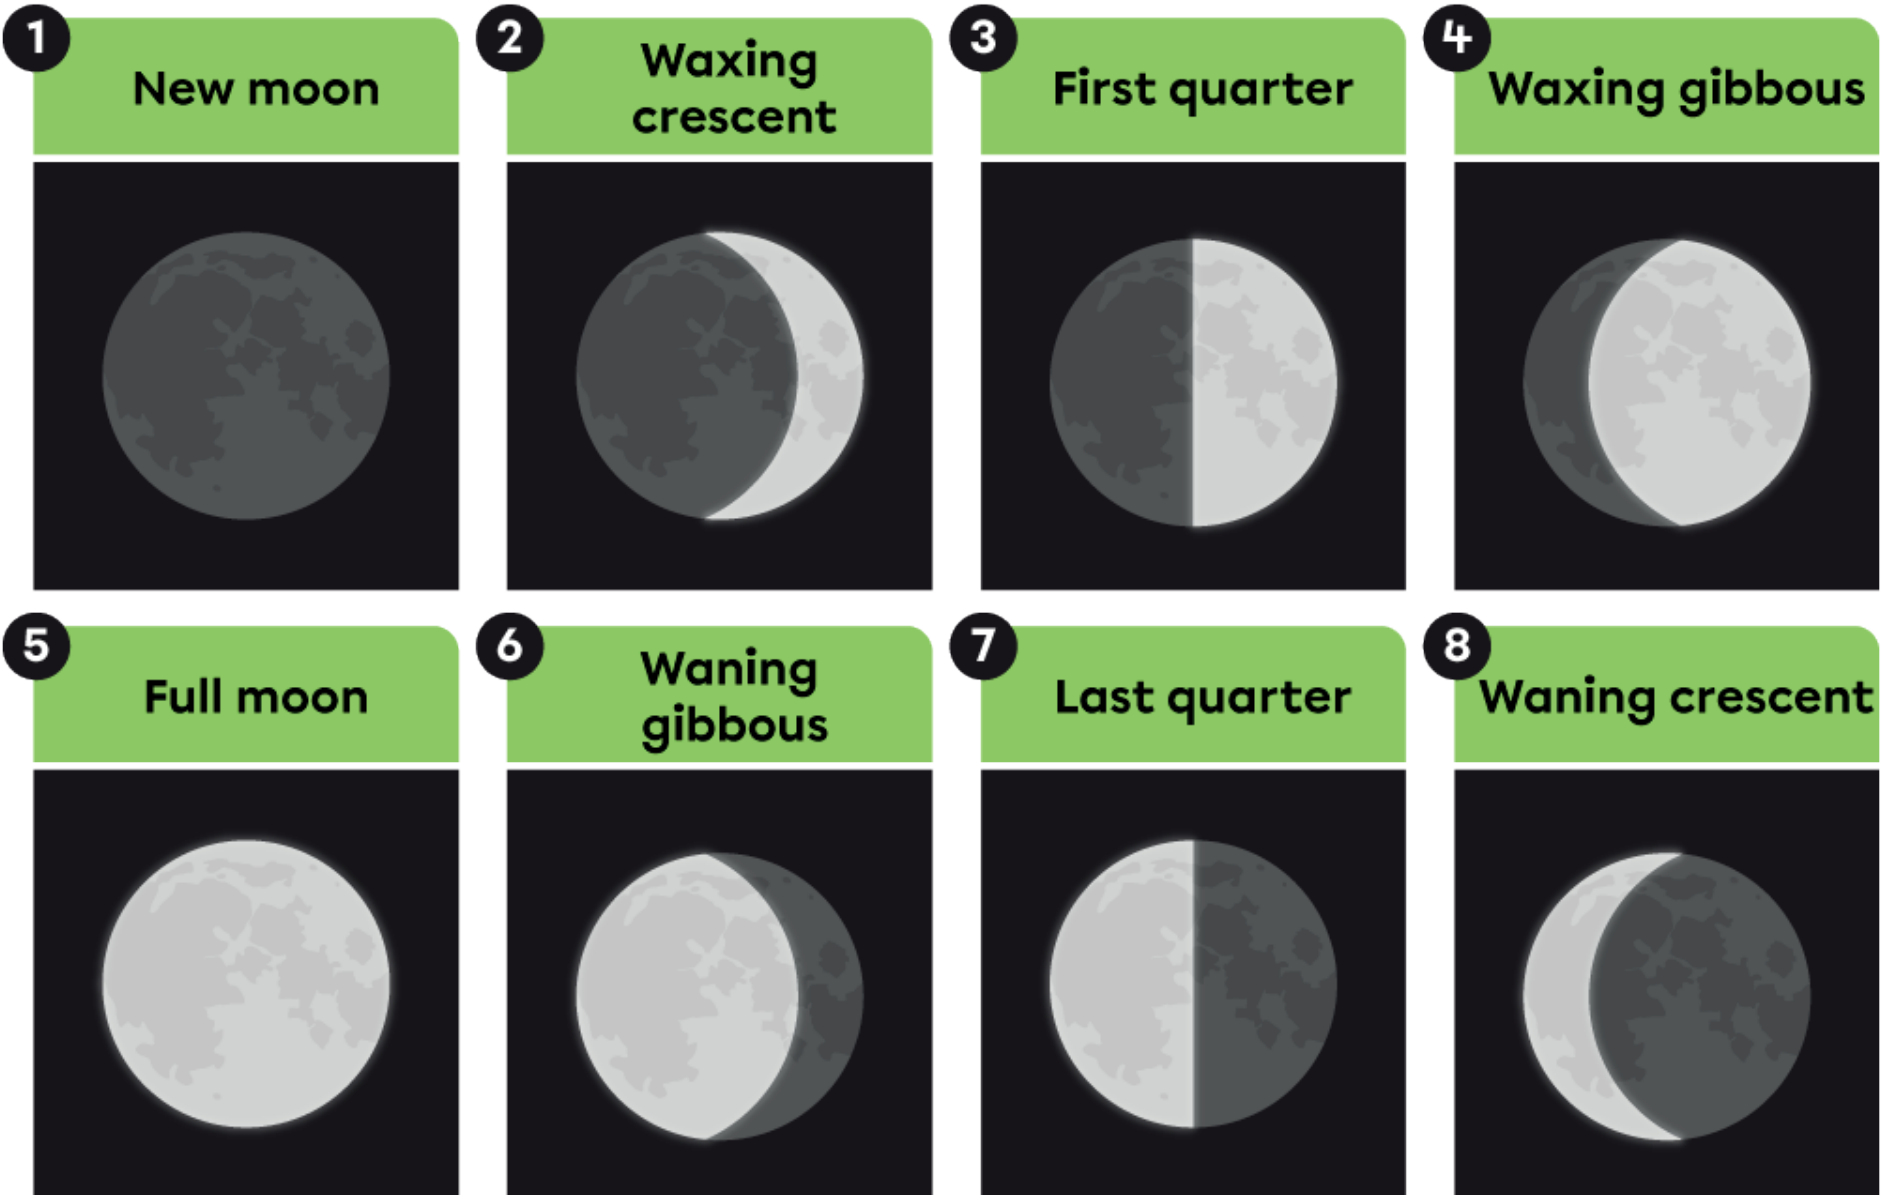 1
New moon
2
Waxing
crescent
3
First quarter
4
Waxing gibbous
5
Full moon
6
Waning
gibbous
7
Last quarter
8
Waning crescent